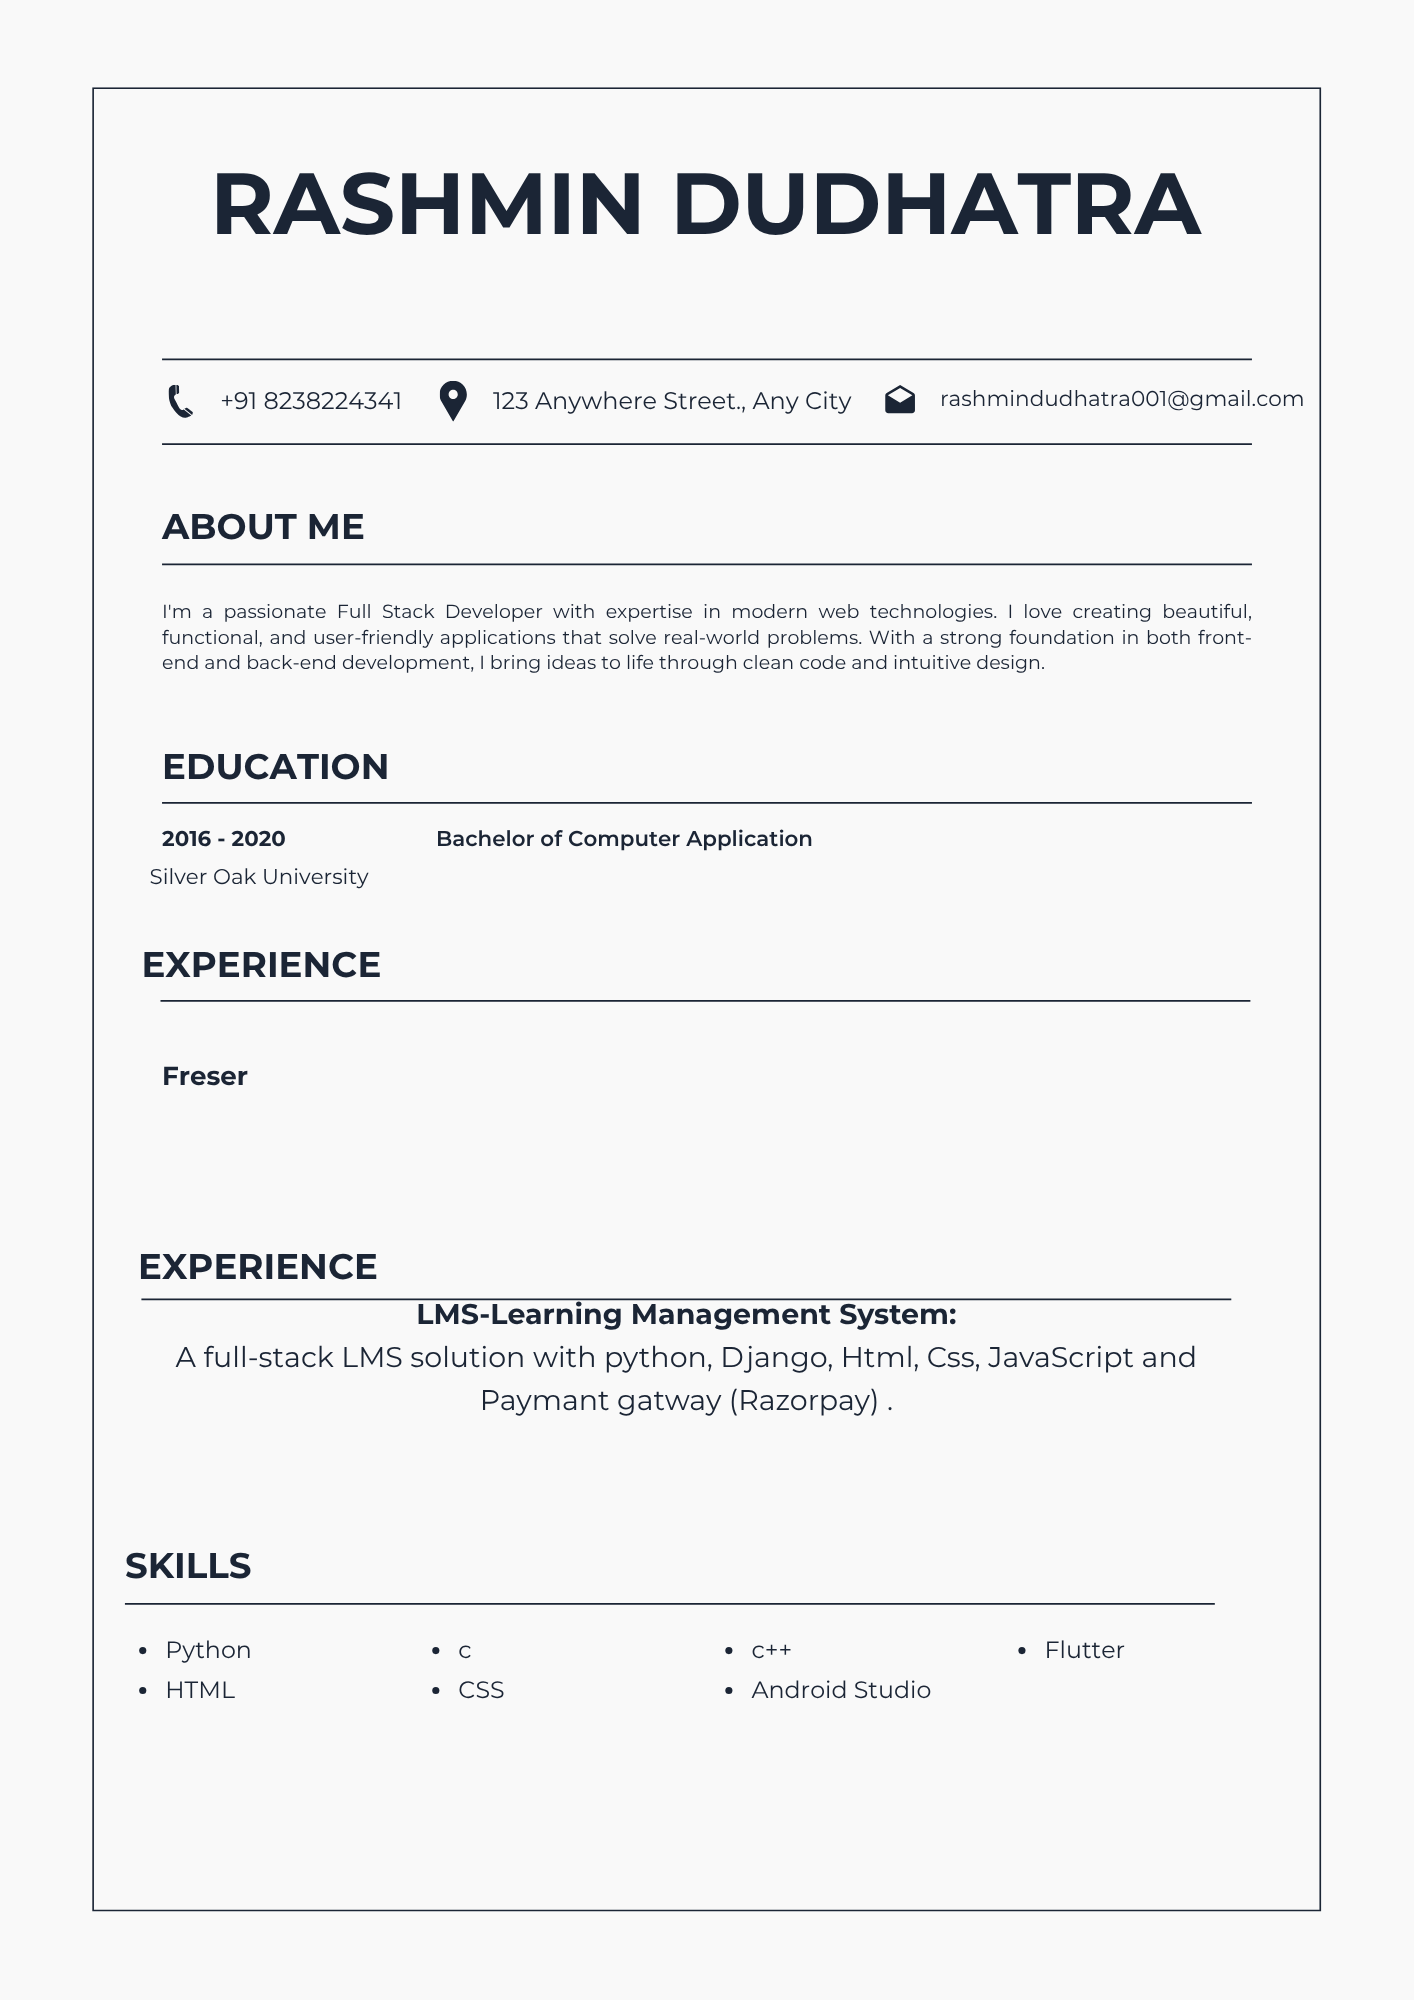 RASHMIN DUDHATRA
+91 8238224341 123 Anywhere Street., Any City rashmindudhatra001@gmail.com
ABOUT ME
I'm a passionate Full Stack Developer with expertise in modern web technologies. I love creating beautiful,
functional, and user-friendly applications that solve real-world problems. With a strong foundation in both front-
end and back-end development, I bring ideas to life through clean code and intuitive design.
EDUCATION
2016 - 2020 Bachelor of Computer Application
Silver Oak University
EXPERIENCE
Freser
EXPERIENCE
LMS-Learning Management System:
A full-stack LMS solution with python, Django, Html, Css, JavaScript and
Paymant gatway (Razorpay) .
SKILLS
• Python • c • c++ • Flutter
• HTML • CSS • Android Studio